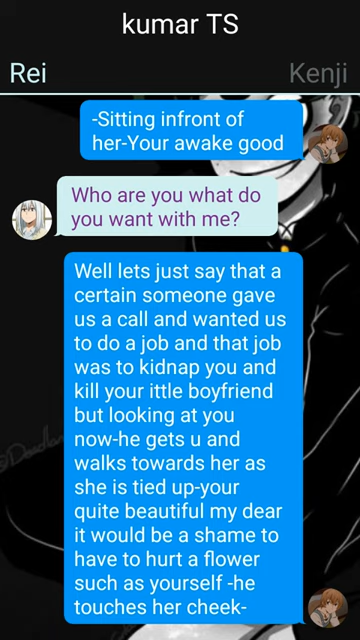 kumar TS
Rei
Kenji
-Sitting infront of
her-Your awake good
Who are you what do
you want with me?
Well lets just say that a
certain someone gave
us a call and wanted us
to do a job and that job
was to kidnap you and
kill your ittle boyfriend
but looking at you
now-he gets u and
walks towards her as
she is tied up-your
quite beautiful my dear
it would be a shame to
have to hurt a flower
such as yourself -he
touches her cheek-